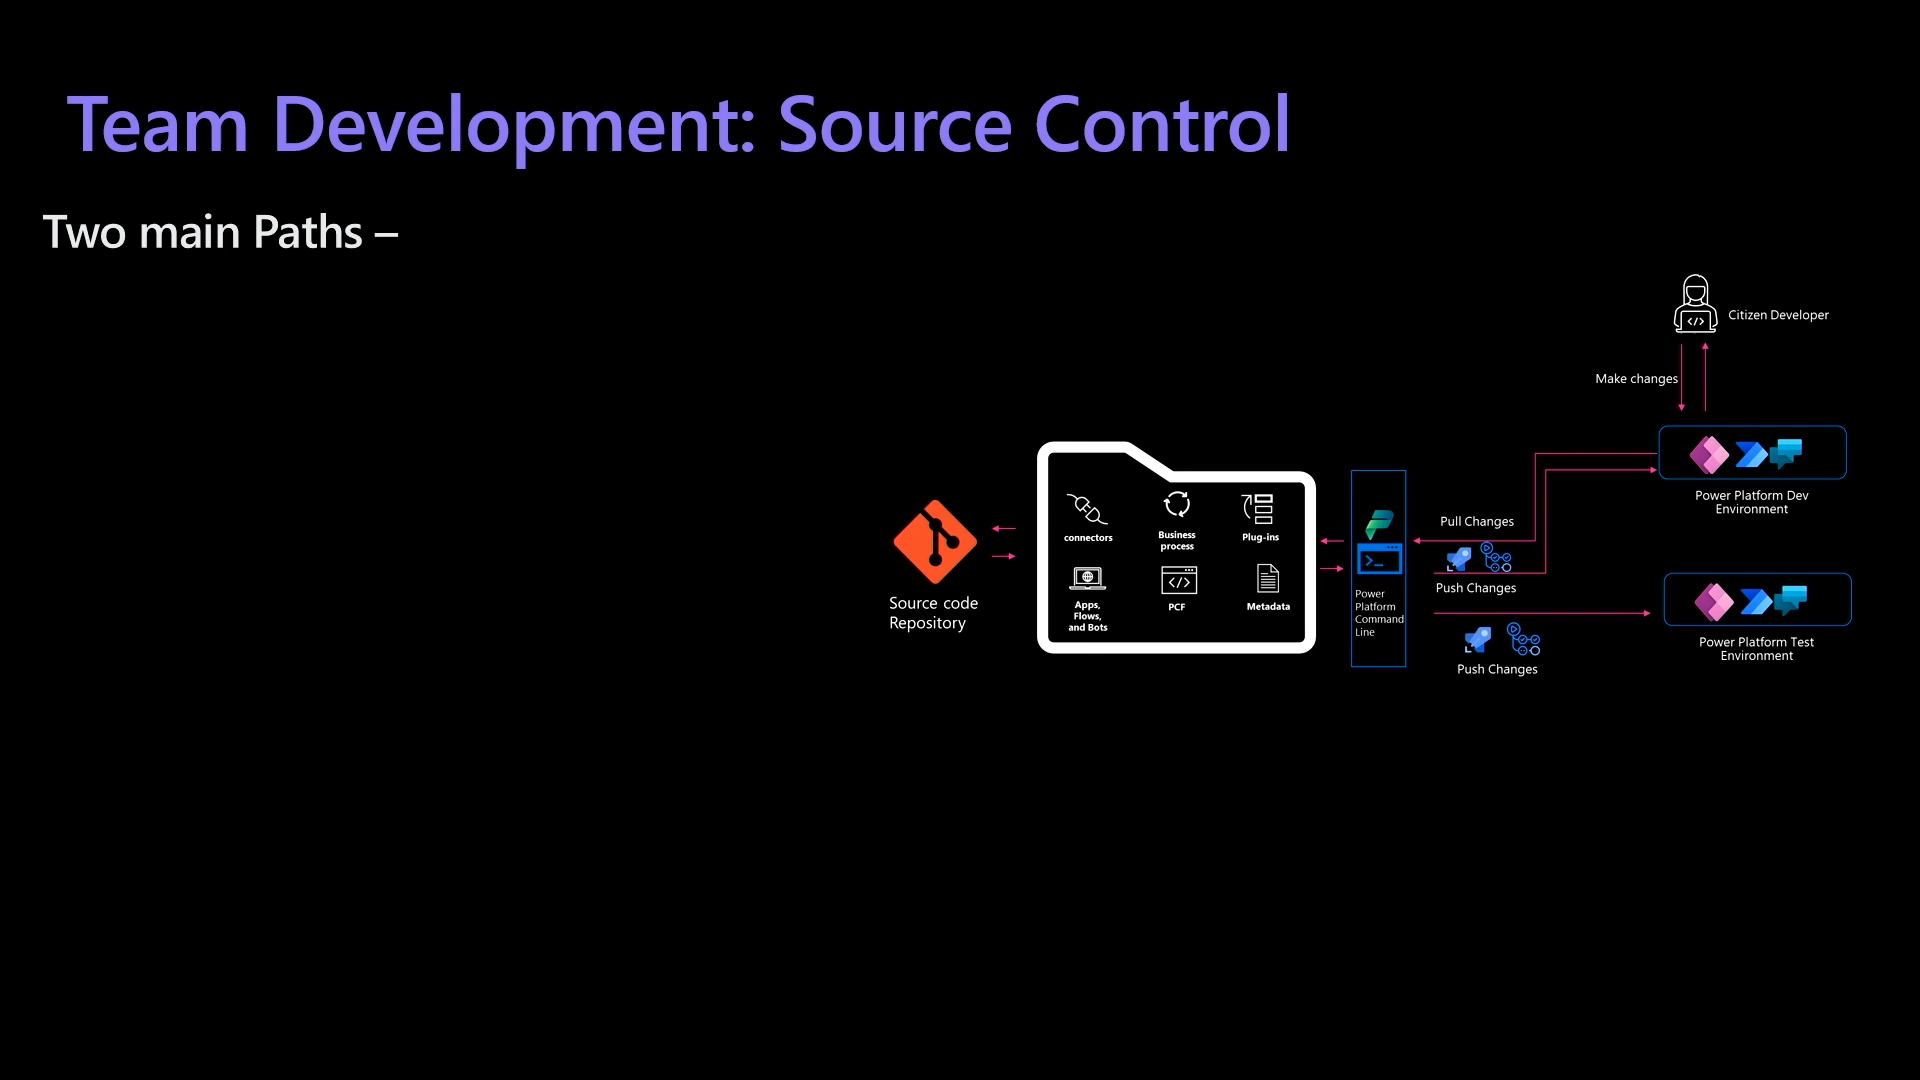 Team Development: Source Control
Two main Paths –
Citizen Developer
Make changes
Power Platform Dev
Environment
Pull Changes
Push Changes
Push Changes
Power Platform Test
Environment
Power
Platform
Command
Line
connectors
Business
process
Plug-ins
Apps,
Flows,
and Bots
PCF
Metadata
Source code
Repository